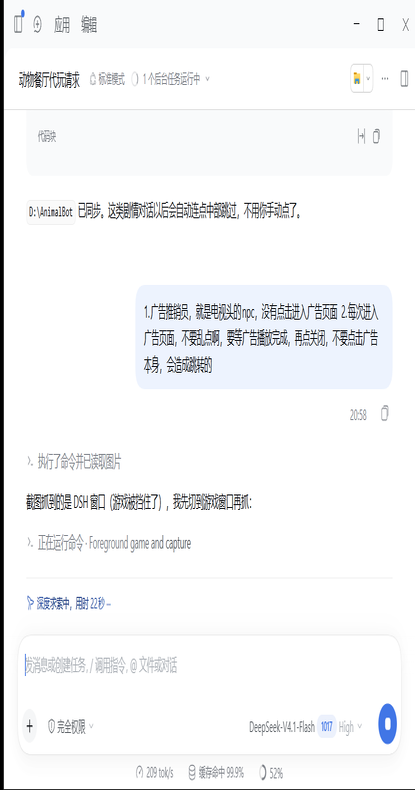 应用 编辑
动物餐厅代玩请求 标准模式 1 个后台任务运行中
代码块
D:\AnimalBot 已同步。这类剧情对话以后会自动连点中部跳过，不用你手动点了。
1.广告推销员，就是电视头的npc，没有点击进入广告页面 2.每次进入
广告页面，不要乱点啊，要等广告播放完成，再点关闭，不要点击广告
本身，会造成跳转的
20:58
执行了命令并已读取图片
截图抓到的是 DSH 窗口（游戏被挡住了），我先切到游戏窗口再抓：
正在运行命令 · Foreground game and capture
深度求索中，用时 22秒
发消息或创建任务, / 调用指令, @ 文件或对话
完全权限 DeepSeek-V4.1-Flash 1017 High
209 tok/s 缓存命中 99.9% 52%